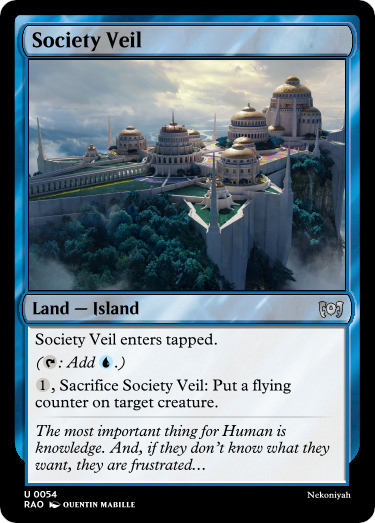 Society Veil
Land — Island
Society Veil enters tapped.
(T: Add U.)
1, Sacrifice Society Veil: Put a flying
counter on target creature.
The most important thing for Human is
knowledge. And, if they don't know what they
want, they are frustrated…
U 0054
RAO QUENTIN MABILLE
Nekoniyah